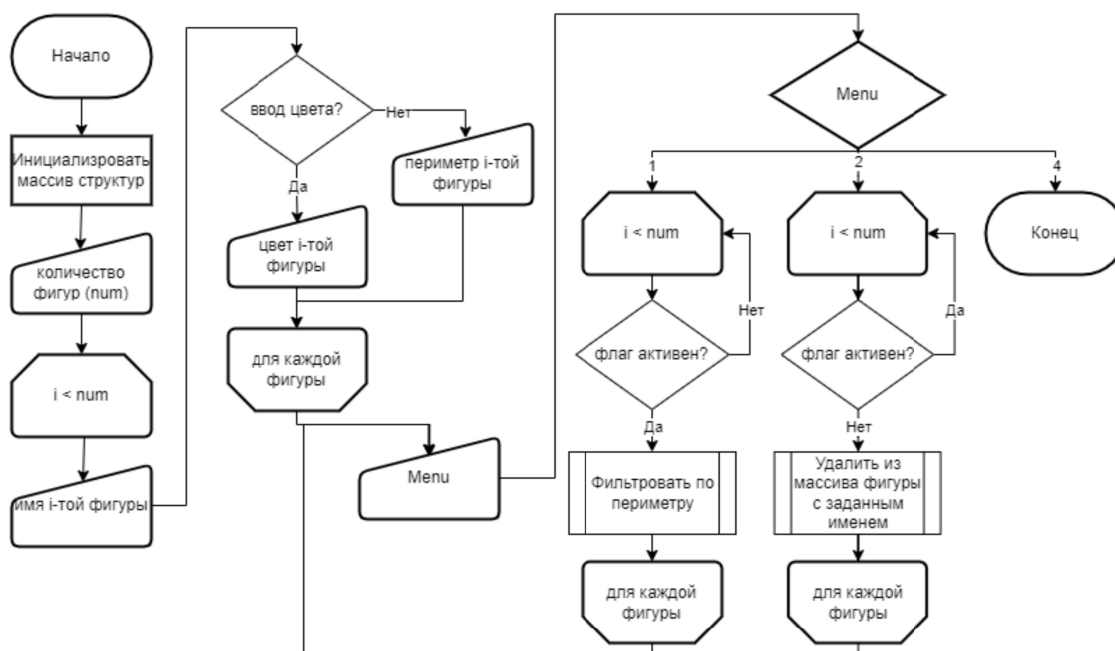 Начало
Инициализровать
массив структур
количество
фигур (num)
i < num
имя i-той фигуры
ввод цвета?
Нет
Да
периметр i-той
фигуры
цвет i-той
фигуры
для каждой
фигуры
Menu
Menu
1
2
4
i < num
i < num
Конец
флаг активен?
Нет
флаг активен?
Да
Да
Нет
Фильтровать по
периметру
Удалить из
массива фигуры
с заданным
именем
для каждой
фигуры
для каждой
фигуры